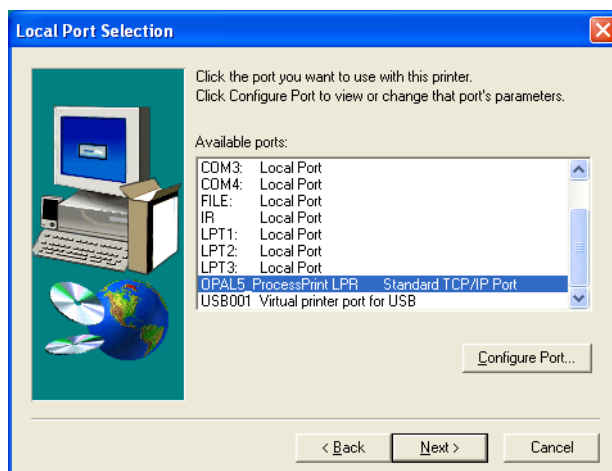 Local Port Selection
Click the port you want to use with this printer.
Click Configure Port to view or change that port's parameters.
Available ports:
COM3: Local Port
COM4: Local Port
FILE: Local Port
IR Local Port
LPT1: Local Port
LPT2: Local Port
LPT3: Local Port
OPAL5_ProcessPrint LPR Standard TCP/IP Port
USB001 Virtual printer port for USB
Configure Port...
< Back Next > Cancel